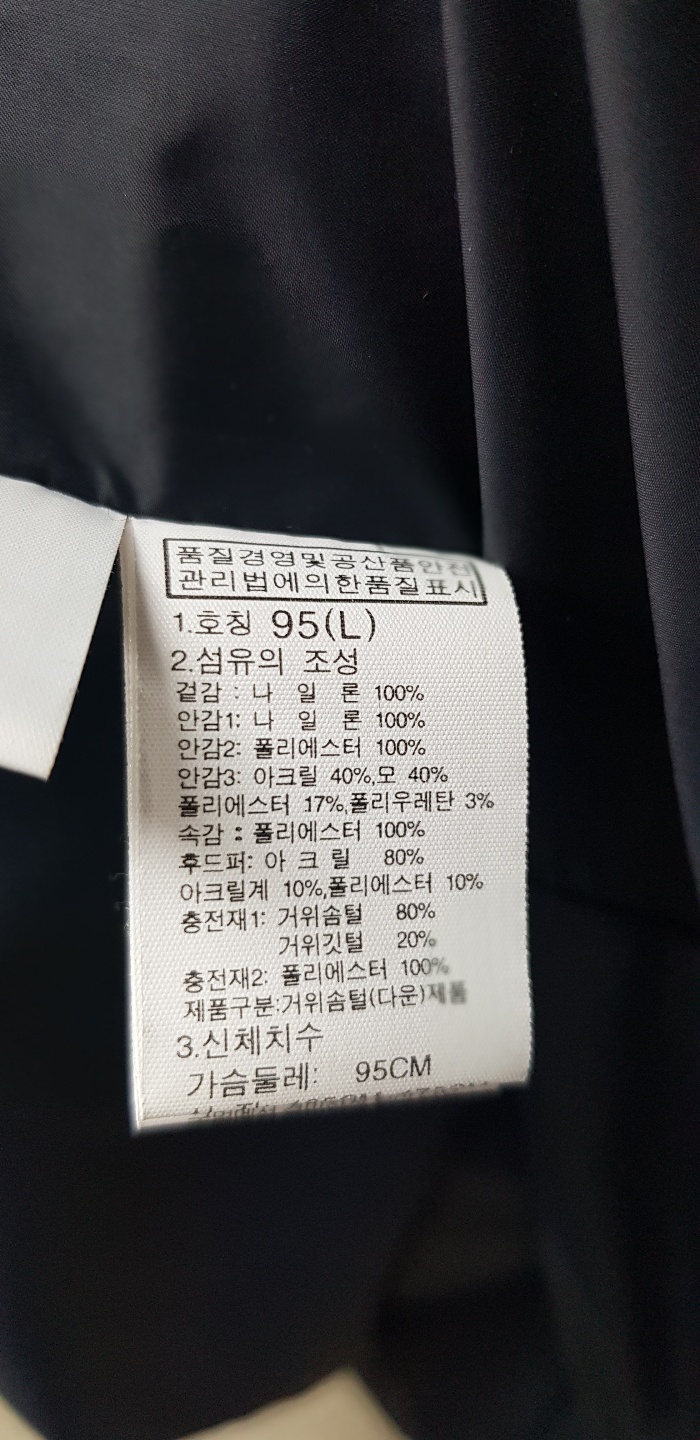 품질경영및공산품안전
관리법에의한품질표시
1.호칭 95(L)
2.섬유의 조성
겉감 : 나 일 론 100%
안감1: 나 일 론 100%
안감2: 폴리에스터 100%
안감3: 아크릴 40%,모 40%
폴리에스터 17%,폴리우레탄 3%
속감 : 폴리에스터 100%
후드퍼: 아 크 릴 80%
아크릴계 10%,폴리에스터 10%
충전재1: 거위솜털 80%
거위깃털 20%
충전재2: 폴리에스터 100%
제품구분:거위솜털(다운)제품
3.신체치수
가슴둘레: 95CM